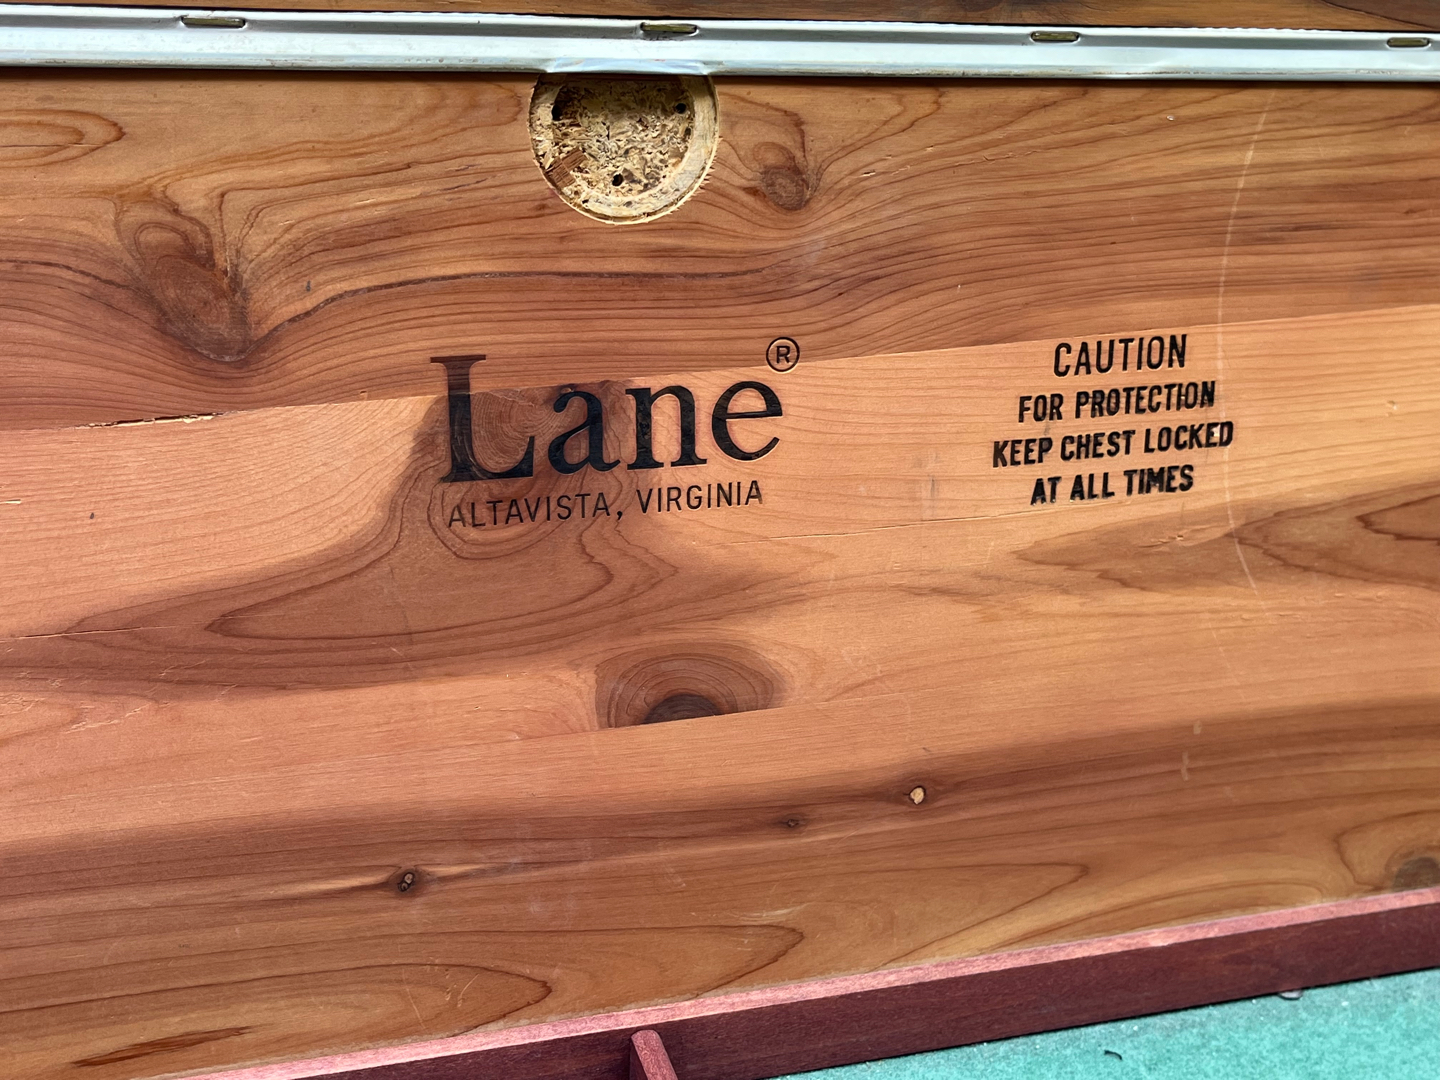 Lane®
ALTAVISTA, VIRGINIA
CAUTION
FOR PROTECTION
KEEP CHEST LOCKED
AT ALL TIMES